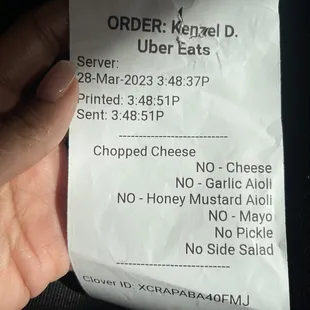 ORDER: Kenzel D.
Uber Eats
Server:
28-Mar-2023 3:48:37P
Printed: 3:48:51P
Sent: 3:48:51P
------------------------
Chopped Cheese
NO - Cheese
NO - Garlic Aioli
NO - Honey Mustard Aioli
NO - Mayo
No Pickle
No Side Salad
------------------------
Clover ID: XCRAPABA40FMJ